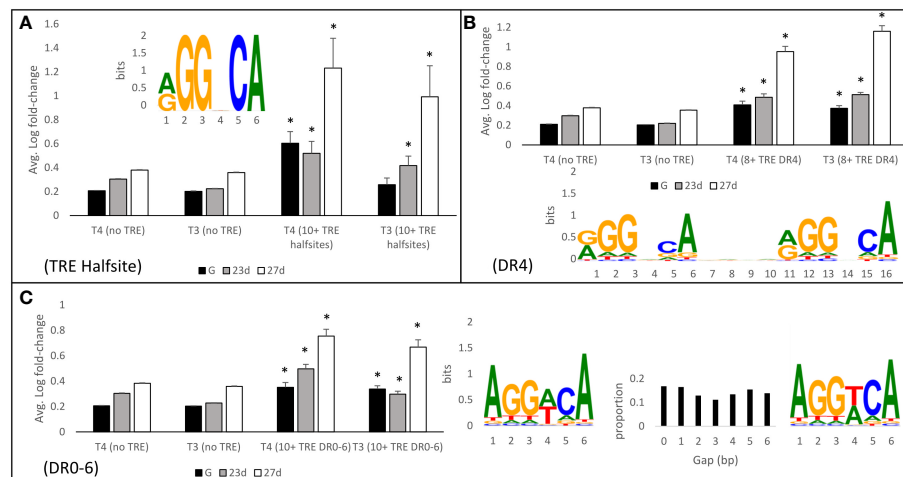 A
Avg. Log fold-change
1.6
1.4
1.2
1
0.8
0.6
0.4
0.2
0
bits
2
1.5
1
0.5
0
A
G
GG CA
1 2 3 4 5 6
* * * * *
T4 (no TRE) T3 (no TRE) T4 (10+ TRE halfsites) T3 (10+ TRE halfsites)
(TRE Halfsite)
G 23d 27d
B
Avg. Log fold-change
1.2
1
0.8
0.6
0.4
0.2
0
* * * * * *
T4 (no TRE) T3 (no TRE) T4 (8+ TRE DR4) T3 (8+ TRE DR4)
G 23d 27d
bits
2
1.5
1
0.5
0
GGG CA AGG CA
A G
1 2 3 4 5 6 7 8 9 10 11 12 13 14 15 16
(DR4)
C
Avg. Log fold-change
1
0.8
0.6
0.4
0.2
0
* * * * * *
T4 (no TRE) T3 (no TRE) T4 (10+ TRE DR0-6) T3 (10+ TRE DR0-6)
(DR0-6)
G 23d 27d
bits
2
1.5
1
0.5
0
AGGACA
T
1 2 3 4 5 6
proportion
0.2
0.1
0.0
0 1 2 3 4 5 6
Gap (bp)
AGGTCA
A
1 2 3 4 5 6